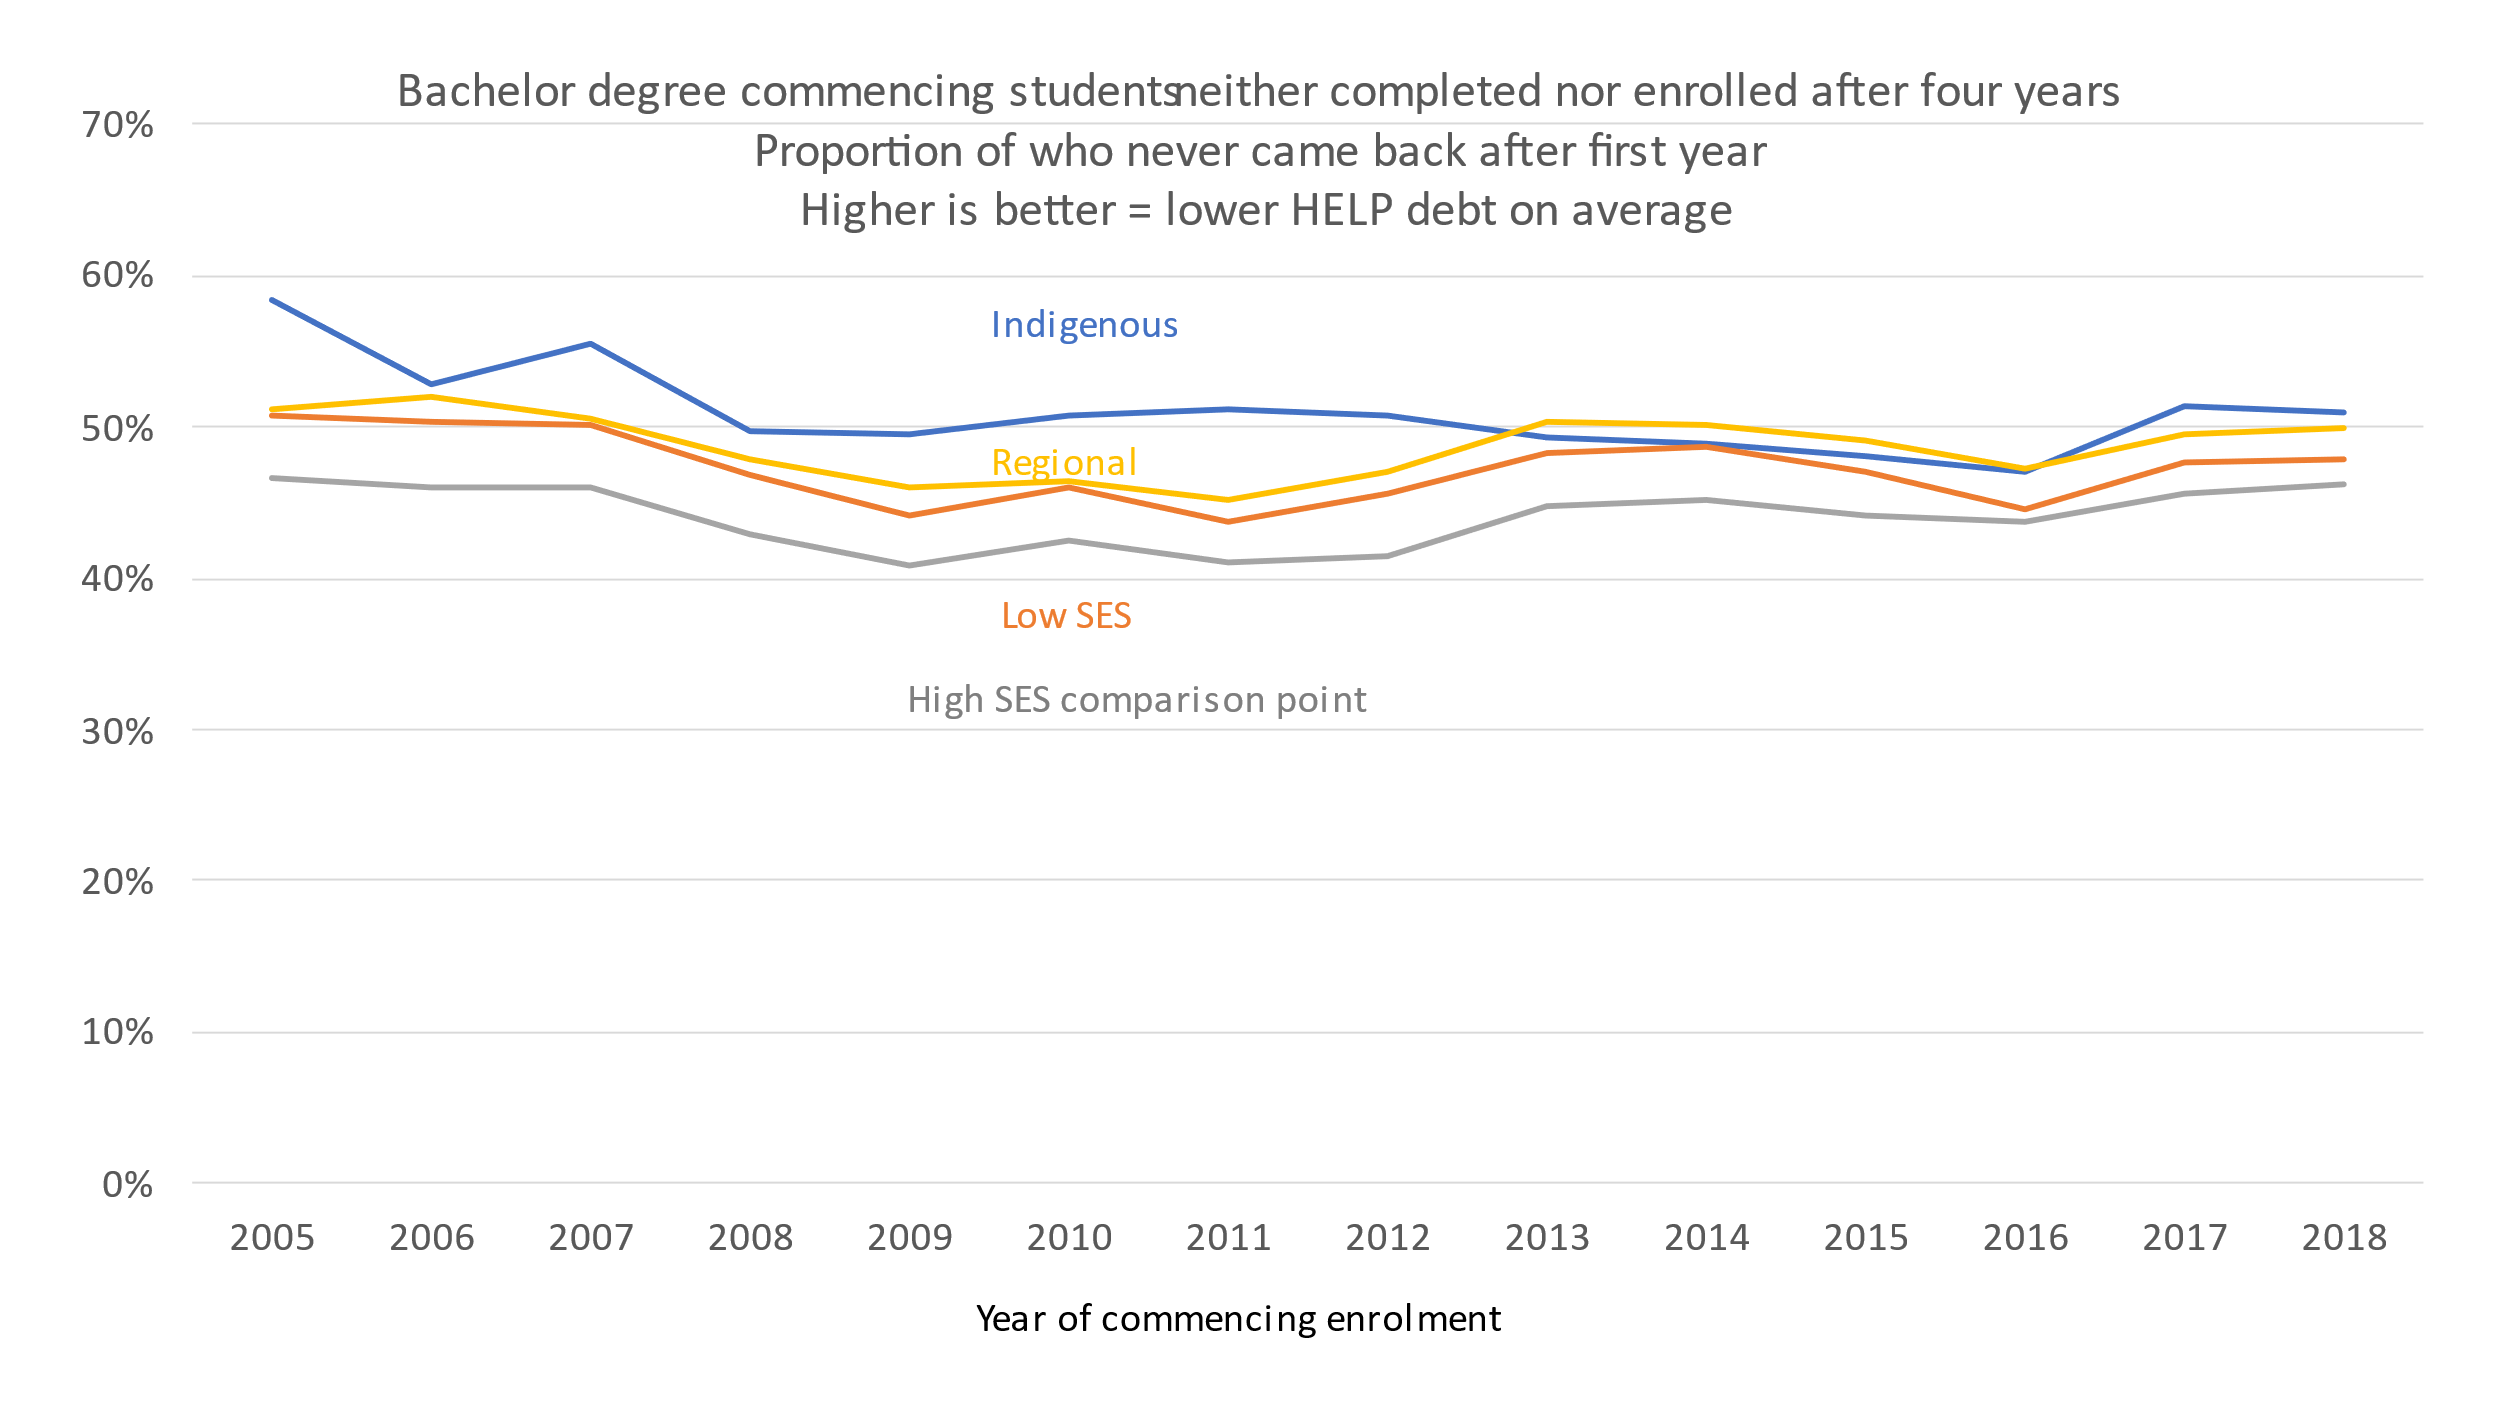 Bachelor degree commencing studentsneither completed nor enrolled after four years
Proportion of who never came back after first year
Higher is better = lower HELP debt on average
70%
60%
50%
40%
30%
20%
10%
0%
Indigenous
Regional
Low SES
High SES comparison point
2005 2006 2007 2008 2009 2010 2011 2012 2013 2014 2015 2016 2017 2018
Year of commencing enrolment